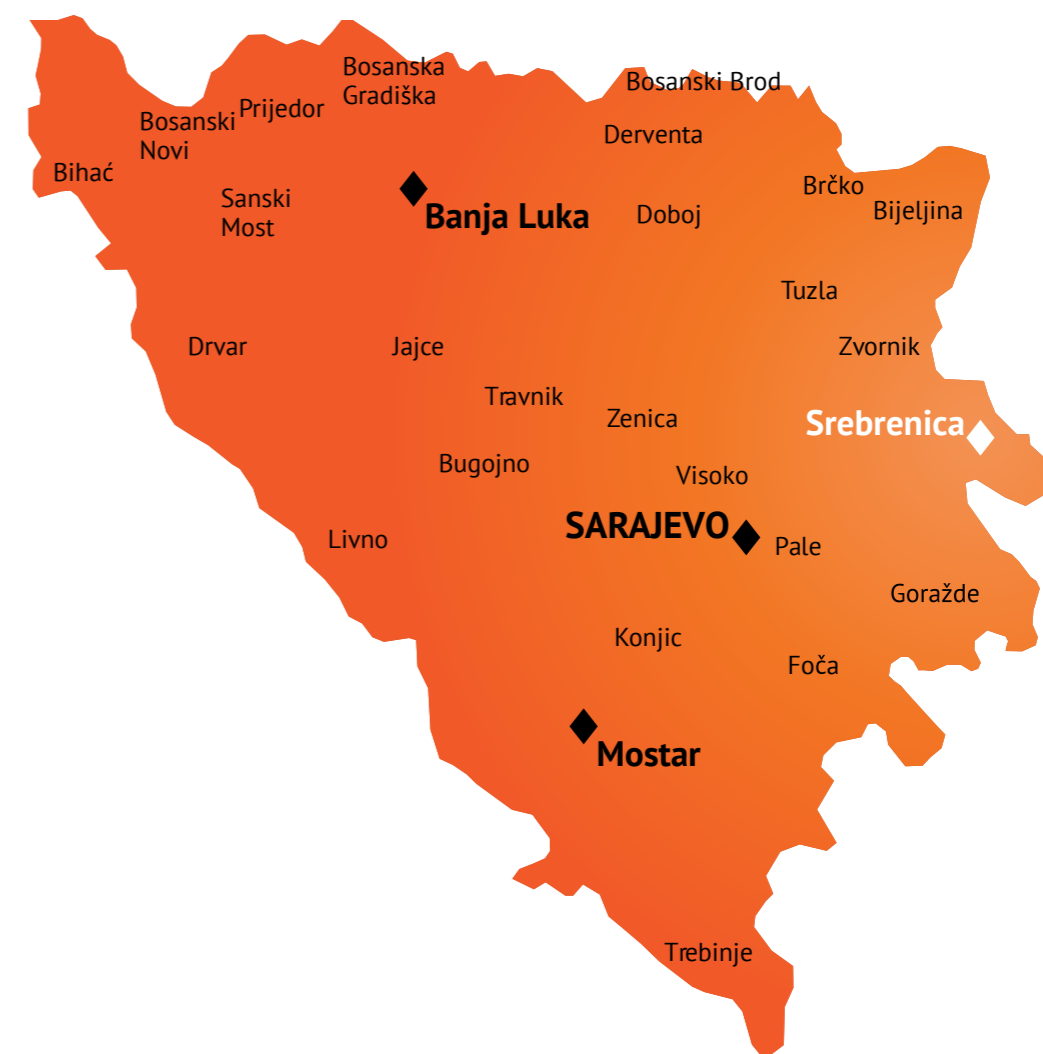 Bosanska
Gradiška
Bosanski Brod
Prijedor
Bosanski
Novi
Derventa
Bihać
Brčko
Sanski
Most
Bijeljina
Banja Luka
Doboj
Tuzla
Drvar
Jajce
Zvornik
Travnik
Zenica
Srebrenica
Bugojno
Visoko
SARAJEVO
Livno
Pale
Goražde
Konjic
Foča
Mostar
Trebinje